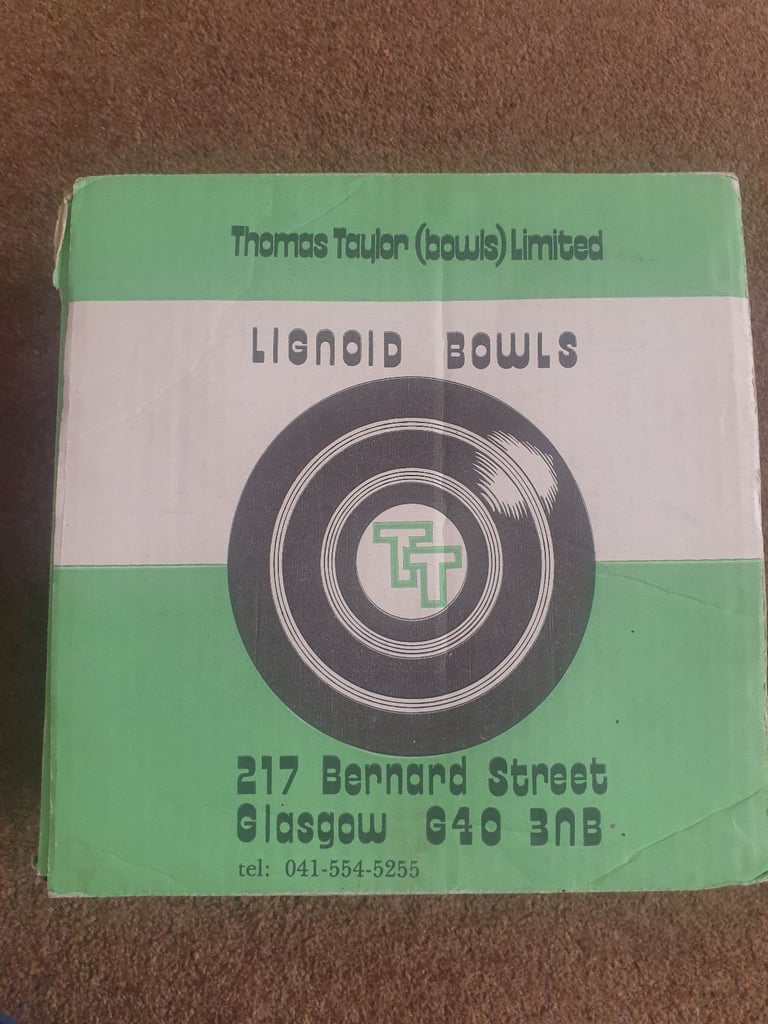 Thomas Taylor (bowls) Limited
LIGNOID BOWLS
TT
217 Bernard Street
Glasgow G40 3NB
tel: 041-554-5255